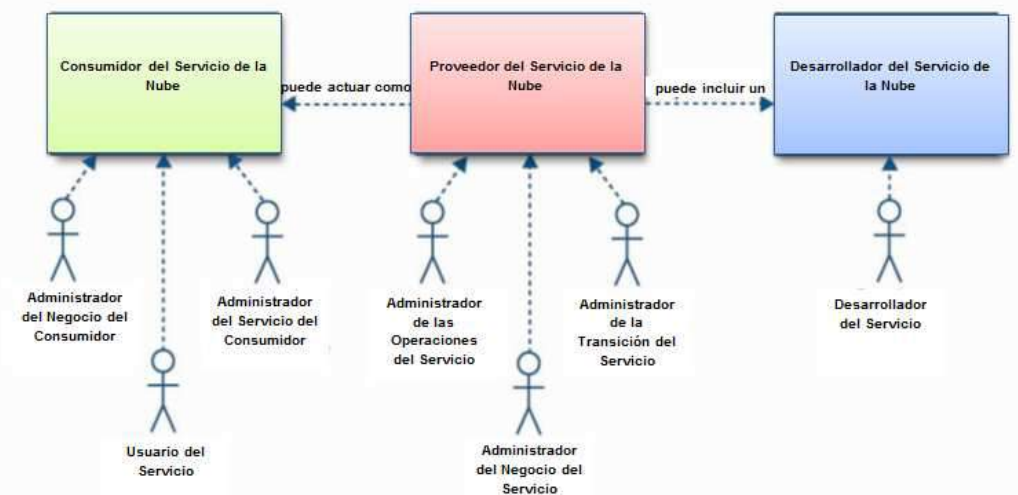 Consumidor del Servicio de la
Nube
puede actuar como
Proveedor del Servicio de la
Nube
puede incluir un
Desarrollador del Servicio de
la Nube
Administrador
del Negocio del
Consumidor
Administrador
del Servicio del
Consumidor
Administrador
de las
Operaciones
del Servicio
Administrador
de la
Transición del
Servicio
Desarrollador
del Servicio
Usuario del
Servicio
Administrador
del Negocio del
Servicio